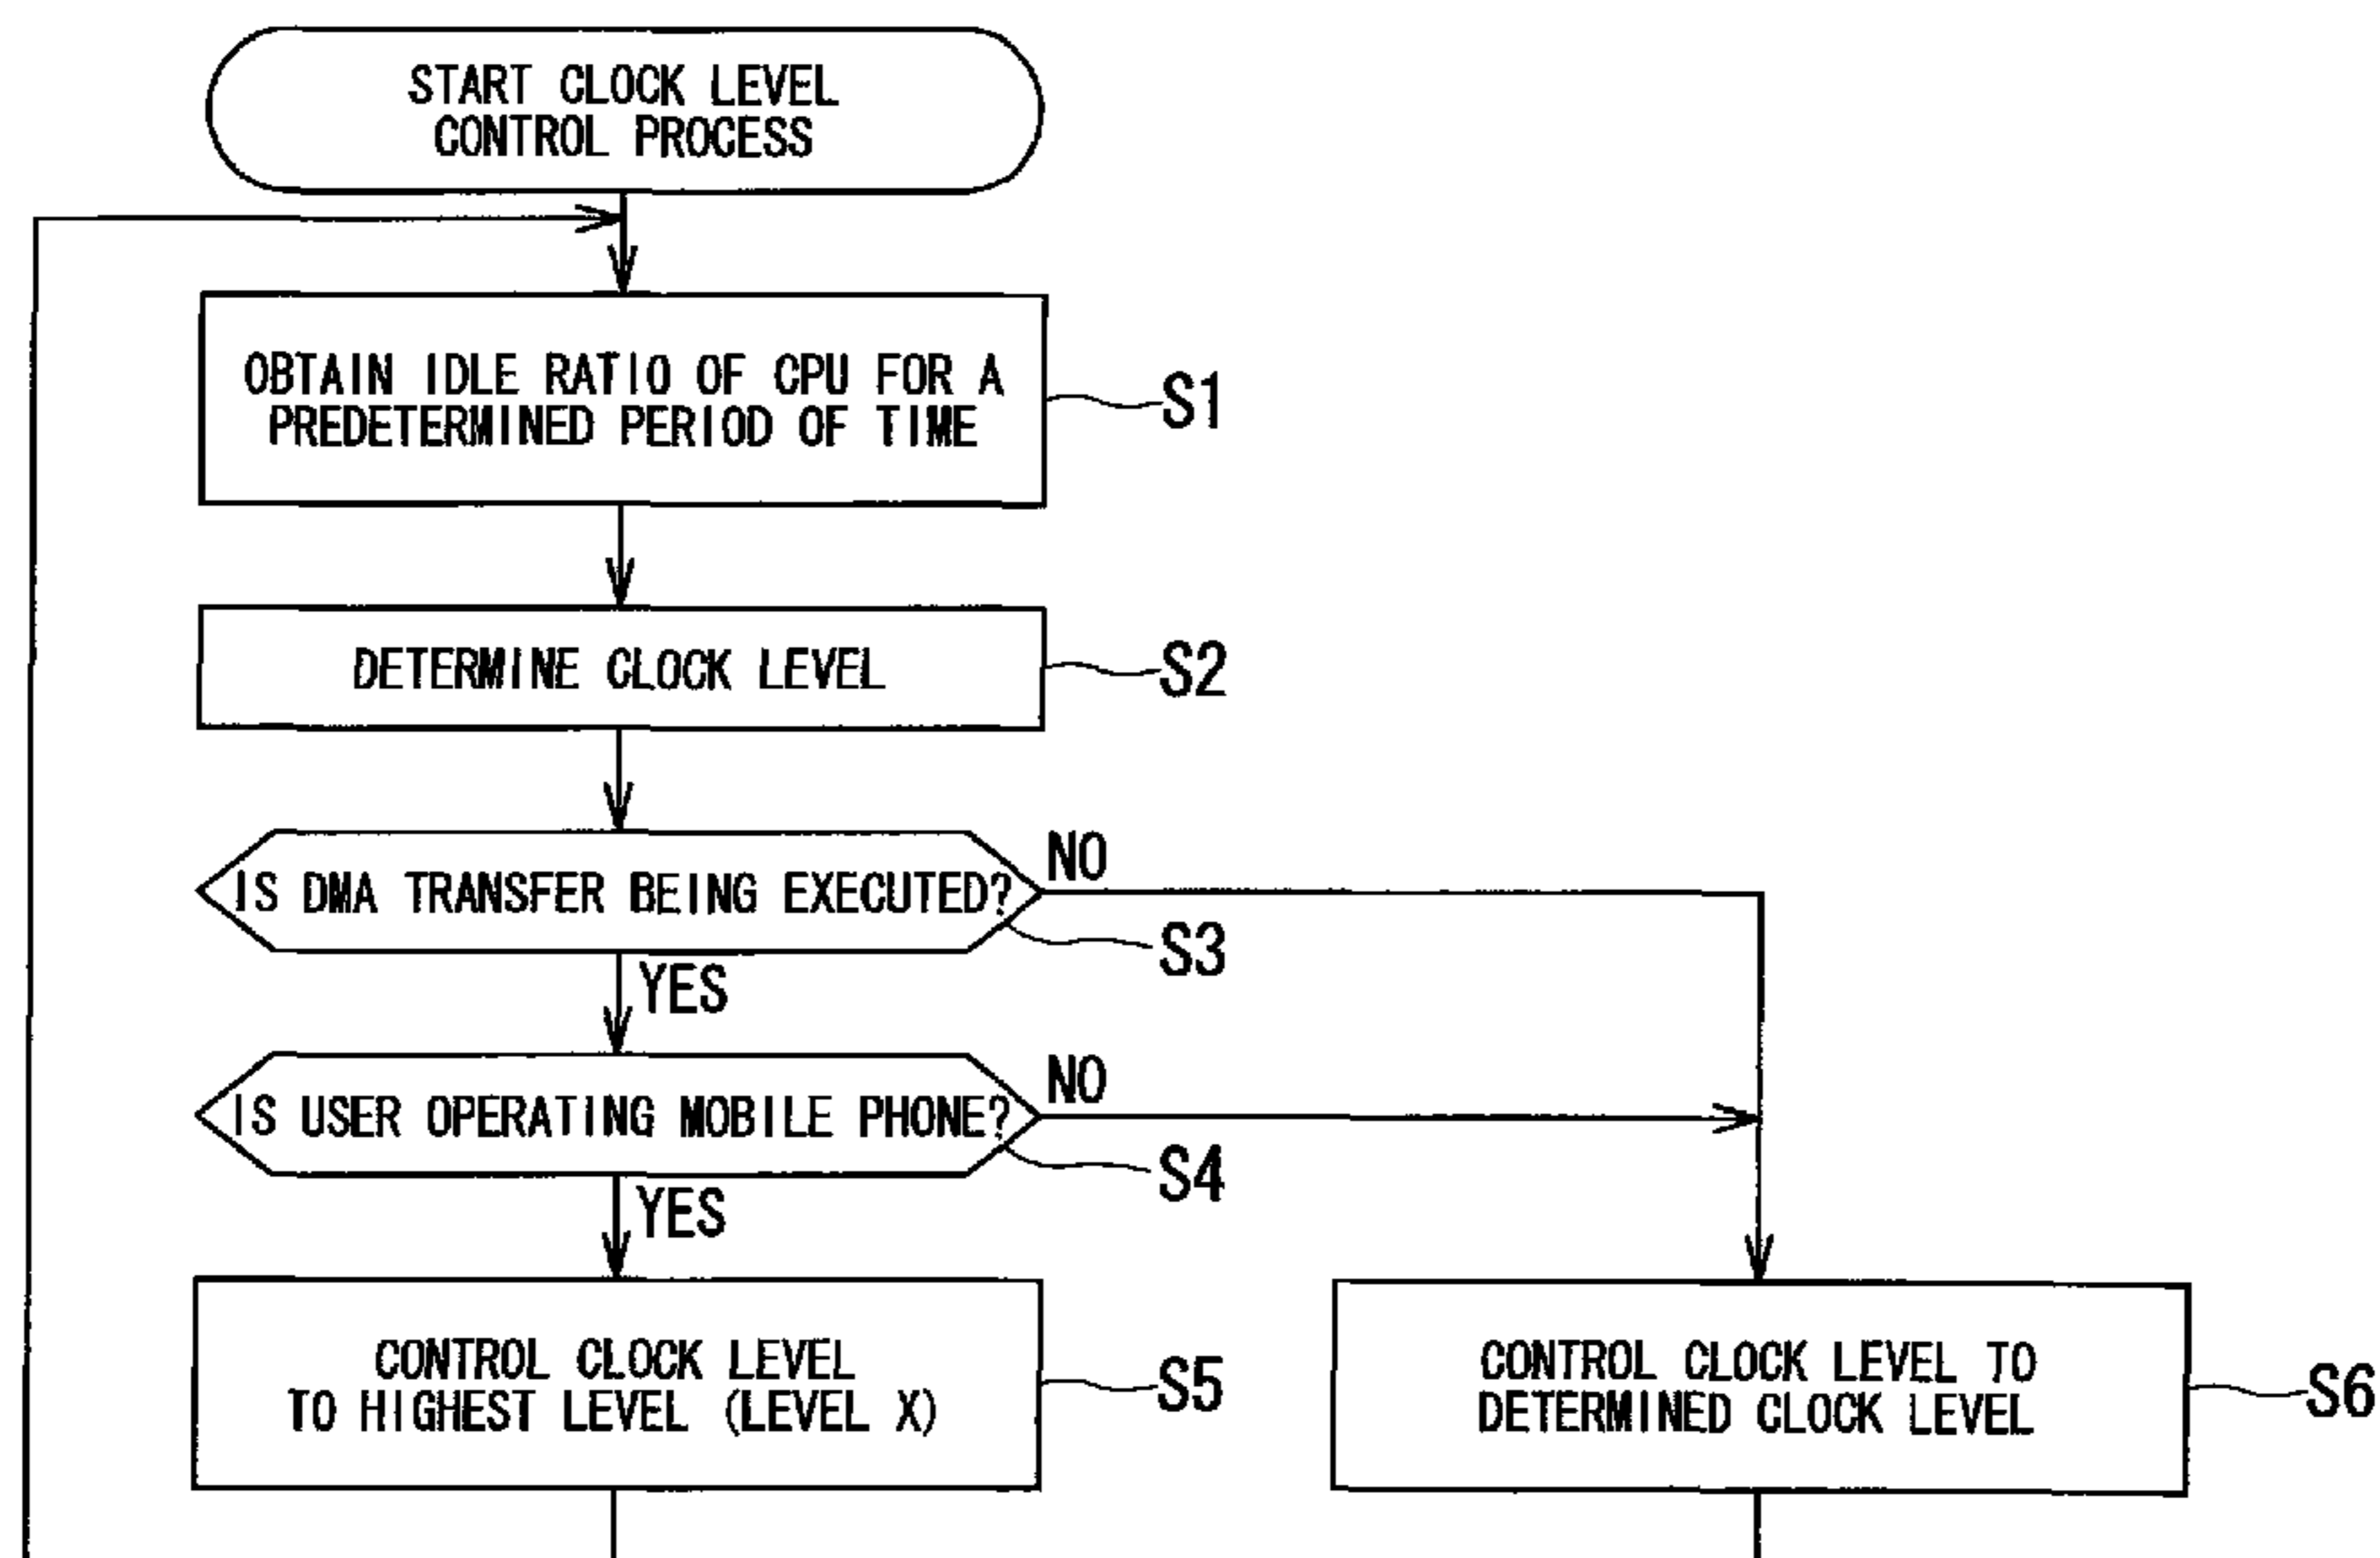 START CLOCK LEVEL
CONTROL PROCESS
OBTAIN IDLE RATIO OF CPU FOR A
PREDETERMINED PERIOD OF TIME
S1
DETERMINE CLOCK LEVEL
S2
IS DMA TRANSFER BEING EXECUTED?
NO
S3
YES
IS USER OPERATING MOBILE PHONE?
NO
S4
YES
CONTROL CLOCK LEVEL
TO HIGHEST LEVEL (LEVEL X)
S5
CONTROL CLOCK LEVEL TO
DETERMINED CLOCK LEVEL
S6